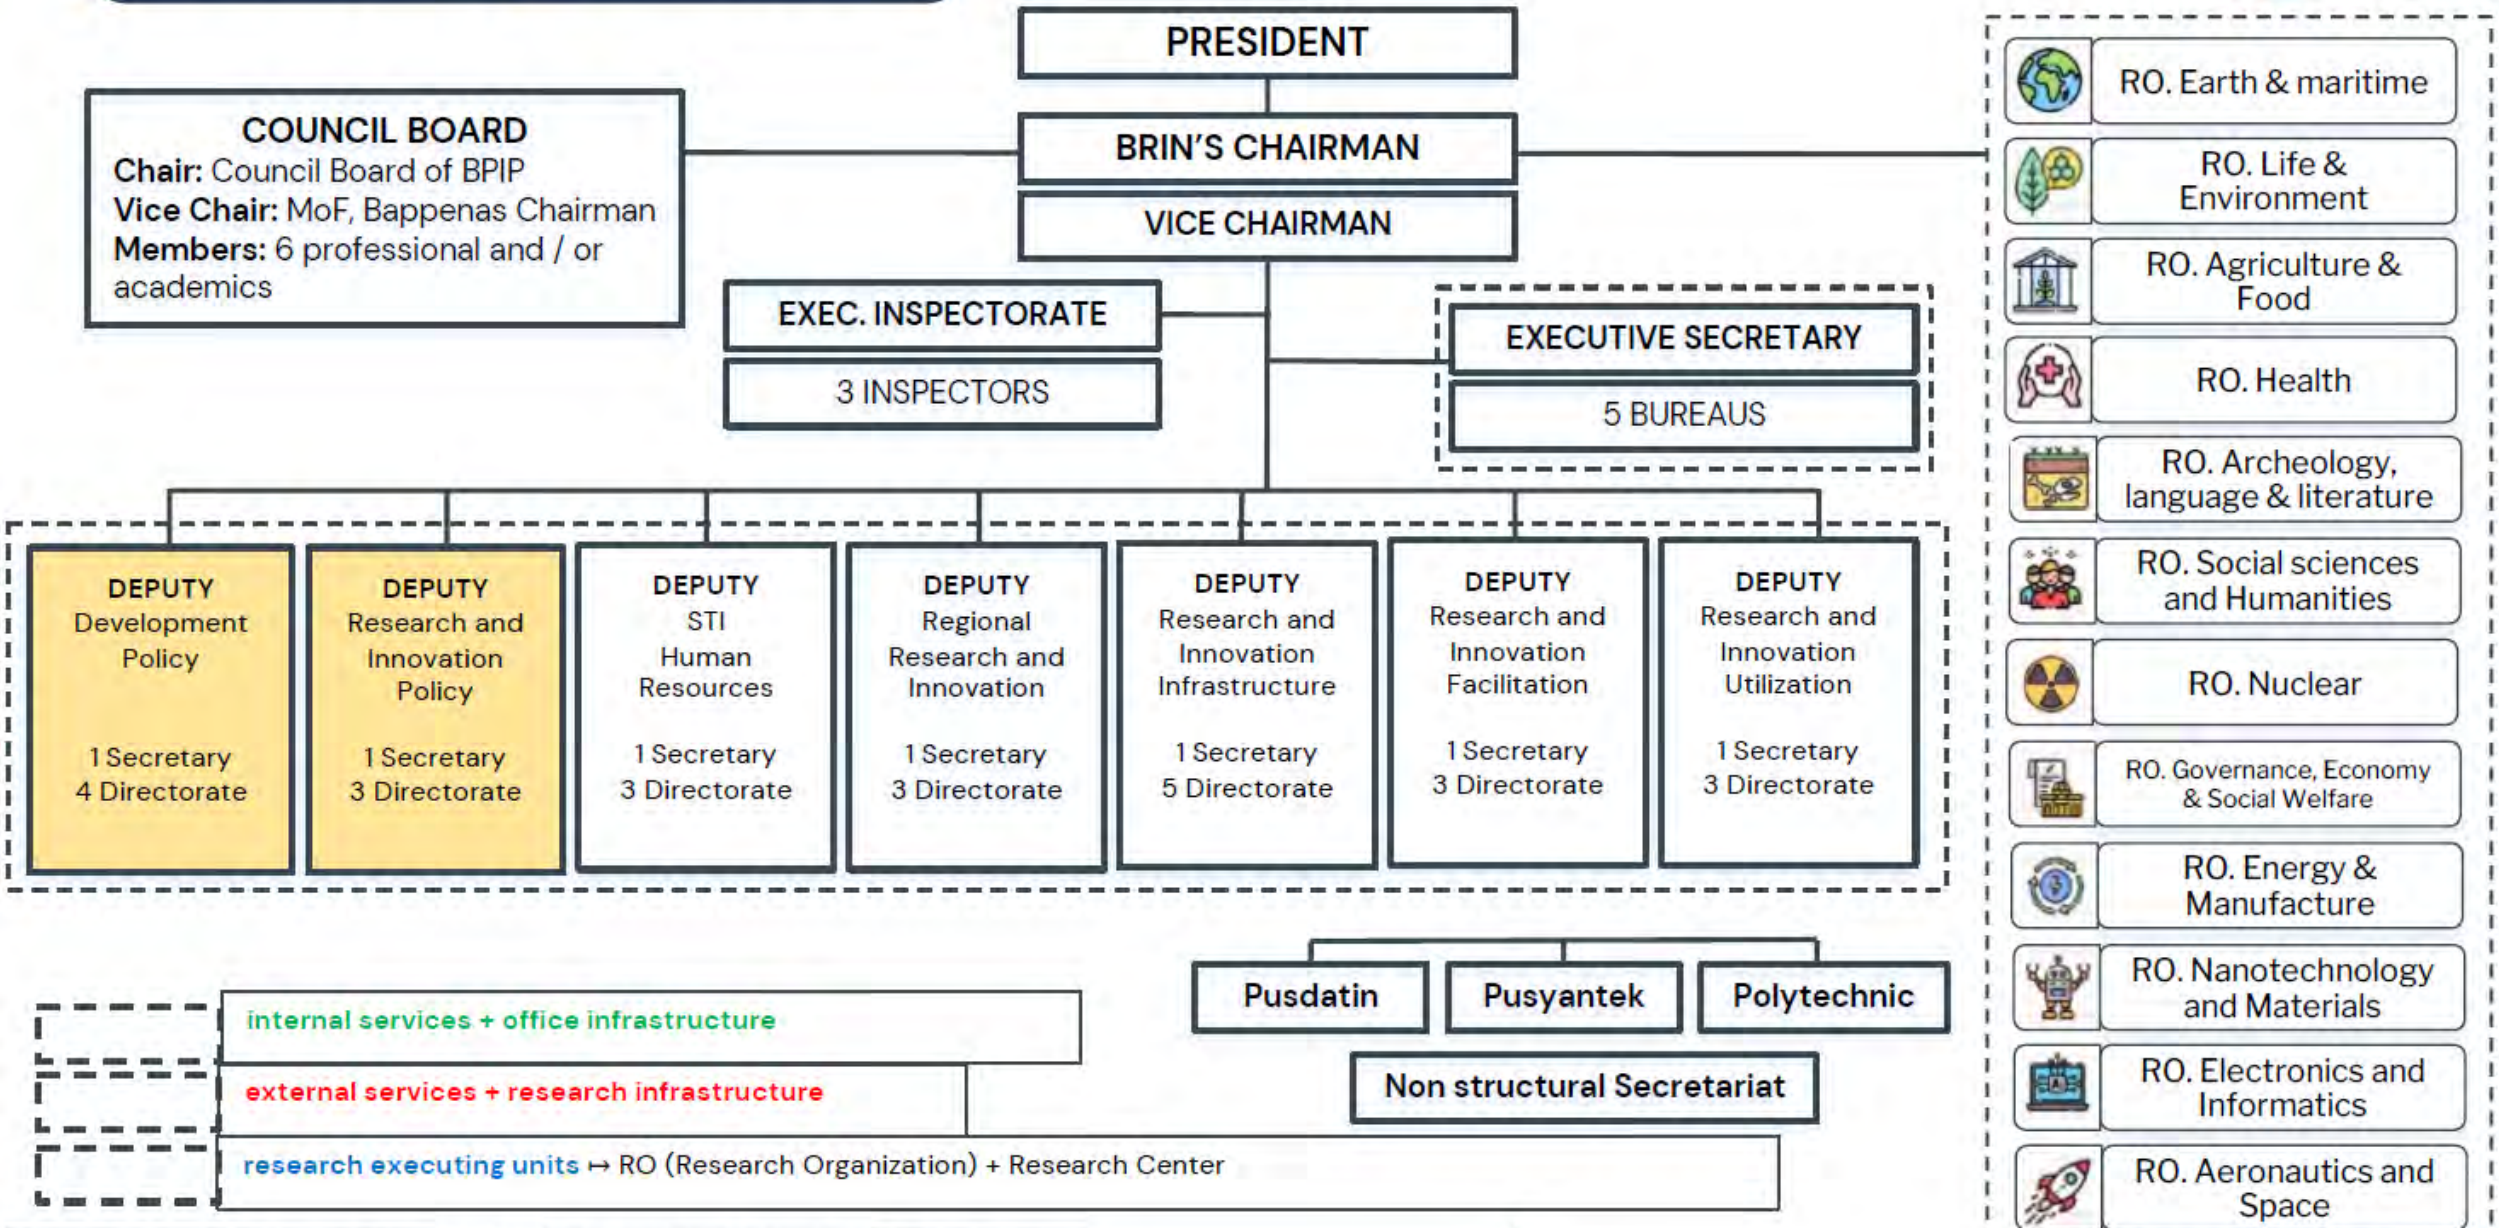 PRESIDENT
COUNCIL BOARD
Chair: Council Board of BPIP
Vice Chair: MoF, Bappenas Chairman
Members: 6 professional and / or
academics
BRIN'S CHAIRMAN
VICE CHAIRMAN
EXEC. INSPECTORATE
3 INSPECTORS
EXECUTIVE SECRETARY
5 BUREAUS
DEPUTY
Development
Policy
1 Secretary
4 Directorate
DEPUTY
Research and
Innovation
Policy
1 Secretary
3 Directorate
DEPUTY
STI
Human
Resources
1 Secretary
3 Directorate
DEPUTY
Regional
Research and
Innovation
1 Secretary
3 Directorate
DEPUTY
Research and
Innovation
Infrastructure
1 Secretary
5 Directorate
DEPUTY
Research and
Innovation
Facilitation
1 Secretary
3 Directorate
DEPUTY
Research and
Innovation
Utilization
1 Secretary
3 Directorate
Pusdatin
Pusyantek
Polytechnic
Non structural Secretariat
internal services + office infrastructure
external services + research infrastructure
research executing units ↦ RO (Research Organization) + Research Center
RO. Earth & maritime
RO. Life &
Environment
RO. Agriculture &
Food
RO. Health
RO. Archeology,
language & literature
RO. Social sciences
and Humanities
RO. Nuclear
RO. Governance, Economy
& Social Welfare
RO. Energy &
Manufacture
RO. Nanotechnology
and Materials
RO. Electronics and
Informatics
RO. Aeronautics and
Space